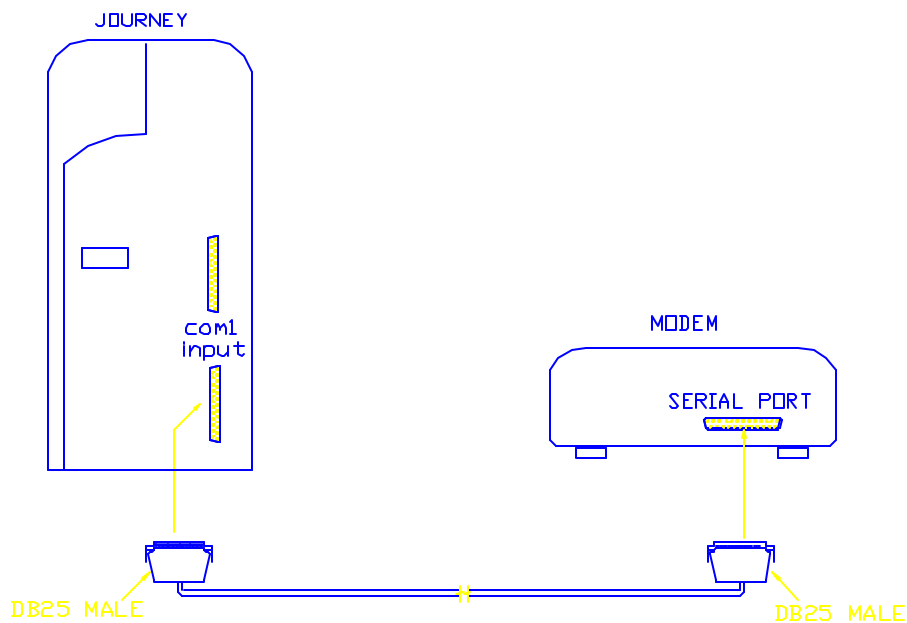 JOURNEY
com1
input
MODEM
SERIAL PORT
DB25 MALE
DB25 MALE